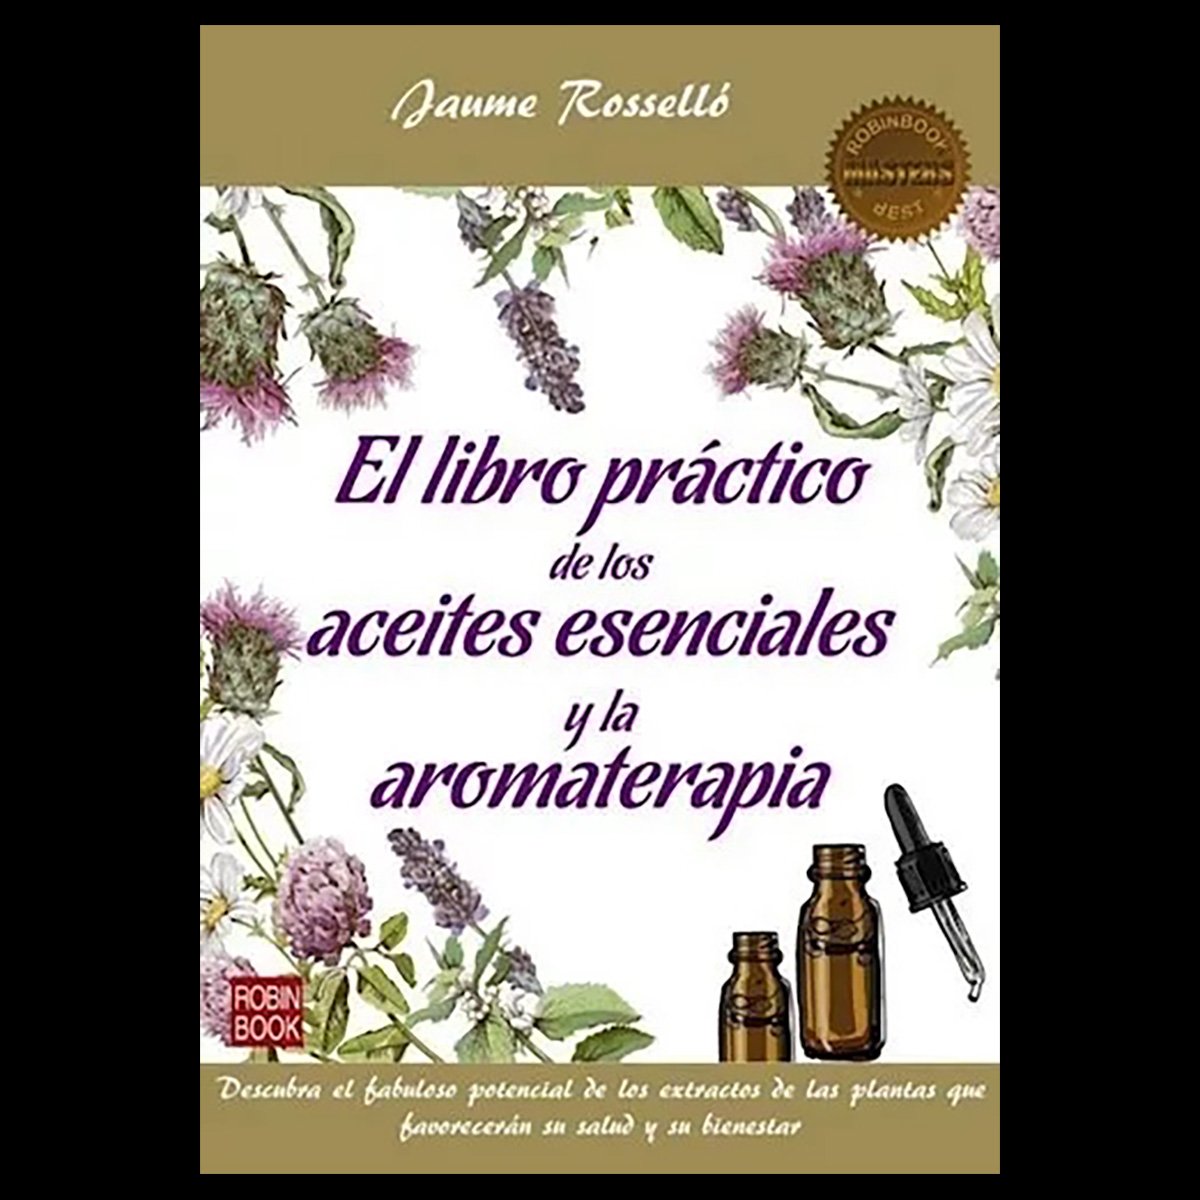 Jaume Rosselló
ROBINBOOK
MASTERS
BEST
El libro práctico
de los
aceites esenciales
y la
aromaterapia
ROBIN
BOOK
Descubra el fabuloso potencial de los extractos de las plantas que
favorecerán su salud y su bienestar